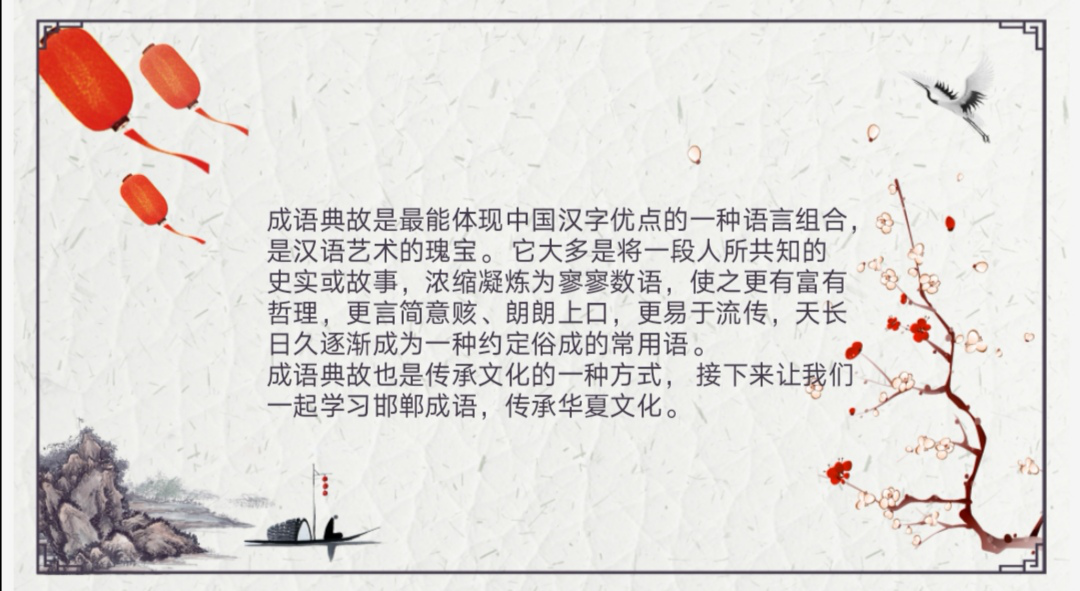 成语典故是最能体现中国汉字优点的一种语言组合，
是汉语艺术的瑰宝。它大多是将一段人所共知的
史实或故事，浓缩凝炼为寥寥数语，使之更有富有
哲理，更言简意赅、朗朗上口，更易于流传，天长
日久逐渐成为一种约定俗成的常用语。
成语典故也是传承文化的一种方式， 接下来让我们
一起学习邯郸成语，传承华夏文化。